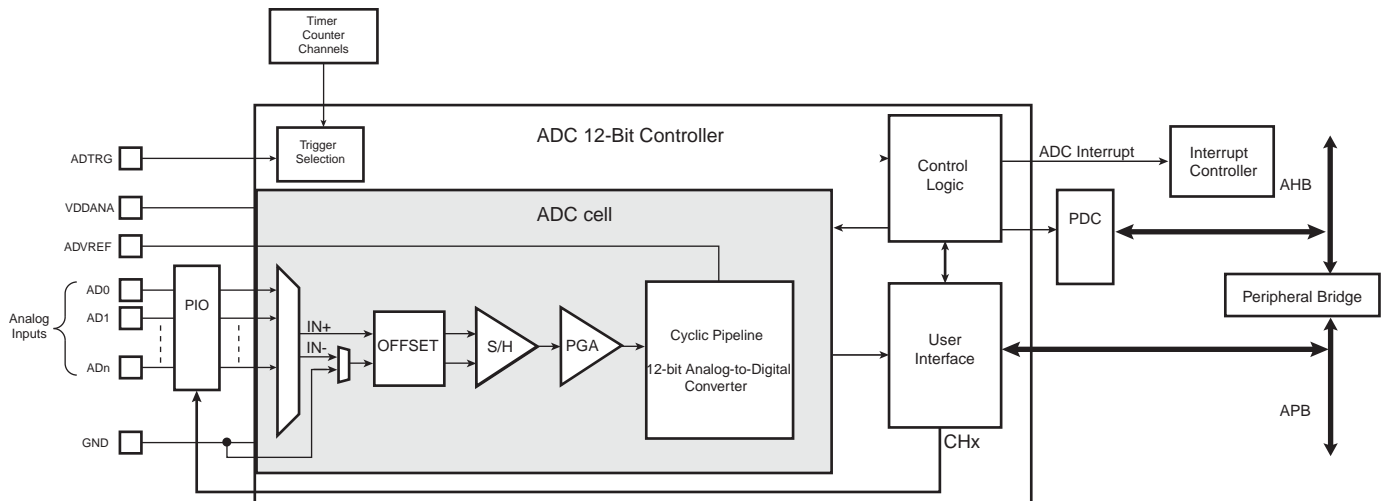 Timer
Counter
Channels
ADC 12-Bit Controller
Trigger
Selection
ADTRG
Control
Logic
ADC Interrupt
Interrupt
Controller
AHB
VDDANA
ADC cell
PDC
ADVREF
Analog
Inputs
AD0
AD1
ADn
PIO
IN+
IN-
OFFSET
S/H
PGA
Cyclic Pipeline
12-bit Analog-to-Digital
Converter
User
Interface
Peripheral Bridge
APB
GND
CHx